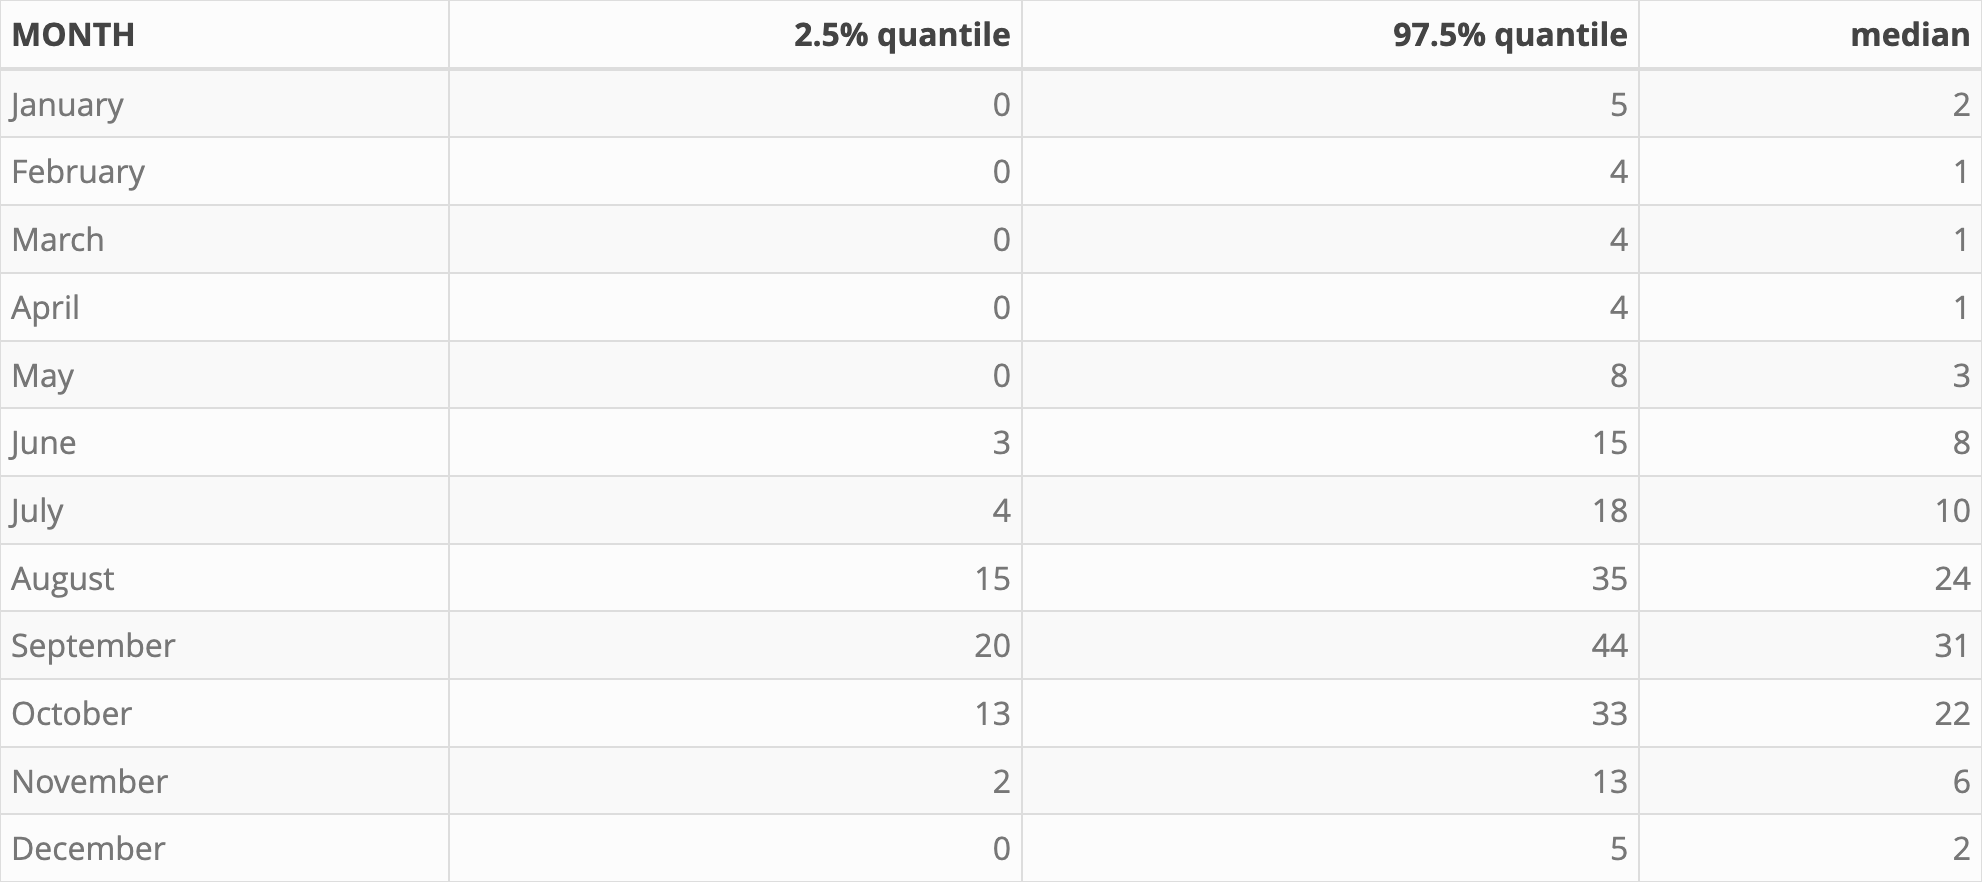 MONTH 2.5% quantile 97.5% quantile median
January 0 5 2
February 0 4 1
March 0 4 1
April 0 4 1
May 0 8 3
June 3 15 8
July 4 18 10
August 15 35 24
September 20 44 31
October 13 33 22
November 2 13 6
December 0 5 2